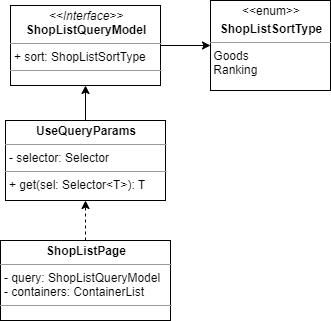 <<Interface>>
ShopListQueryModel
+ sort: ShopListSortType
<<enum>>
ShopListSortType
Goods
Ranking
UseQueryParams
- selector: Selector
+ get(sel: Selector<T>): T
ShopListPage
- query: ShopListQueryModel
- containers: ContainerList